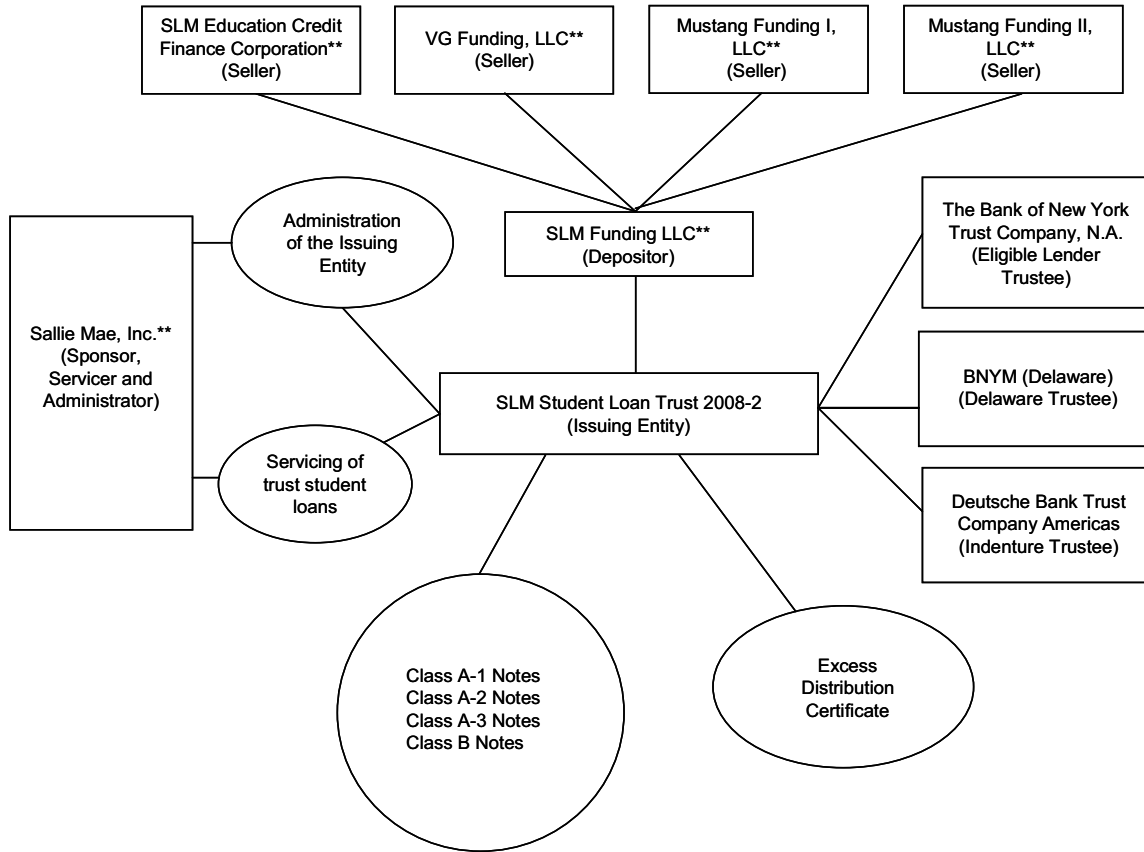 SLM Education Credit
Finance Corporation**
(Seller)
VG Funding, LLC**
(Seller)
Mustang Funding I,
LLC**
(Seller)
Mustang Funding II,
LLC**
(Seller)
Administration
of the Issuing
Entity
SLM Funding LLC**
(Depositor)
The Bank of New York
Trust Company, N.A.
(Eligible Lender
Trustee)
Sallie Mae, Inc.**
(Sponsor,
Servicer and
Administrator)
SLM Student Loan Trust 2008-2
(Issuing Entity)
BNYM (Delaware)
(Delaware Trustee)
Servicing of
trust student
loans
Deutsche Bank Trust
Company Americas
(Indenture Trustee)
Class A-1 Notes
Class A-2 Notes
Class A-3 Notes
Class B Notes
Excess
Distribution
Certificate